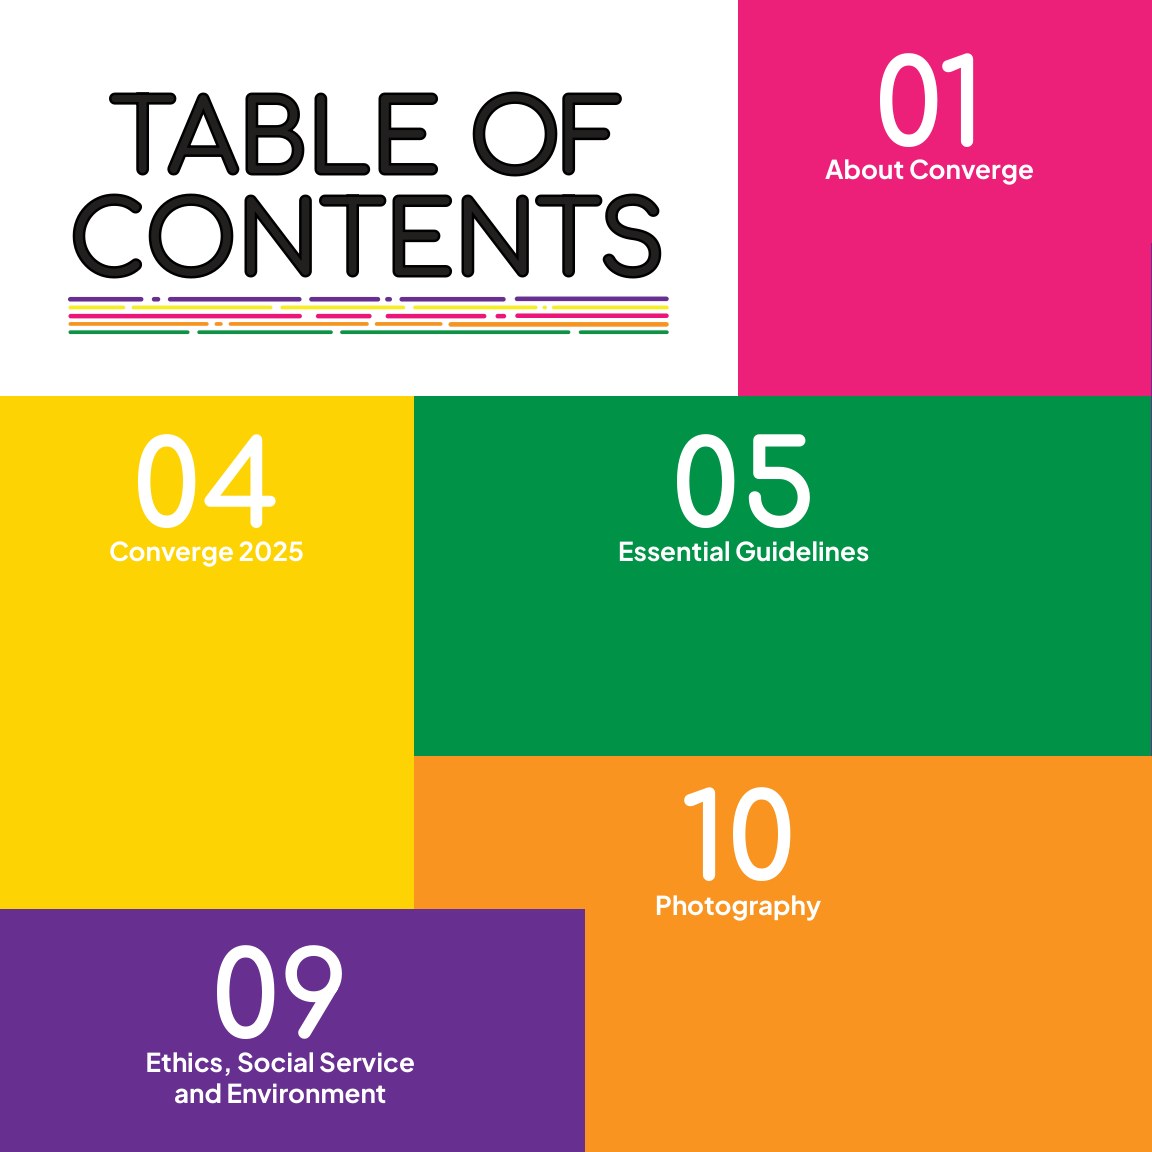 TABLE OF
CONTENTS
01
About Converge
04
Converge 2025
05
Essential Guidelines
10
Photography
09
Ethics, Social Service
and Environment